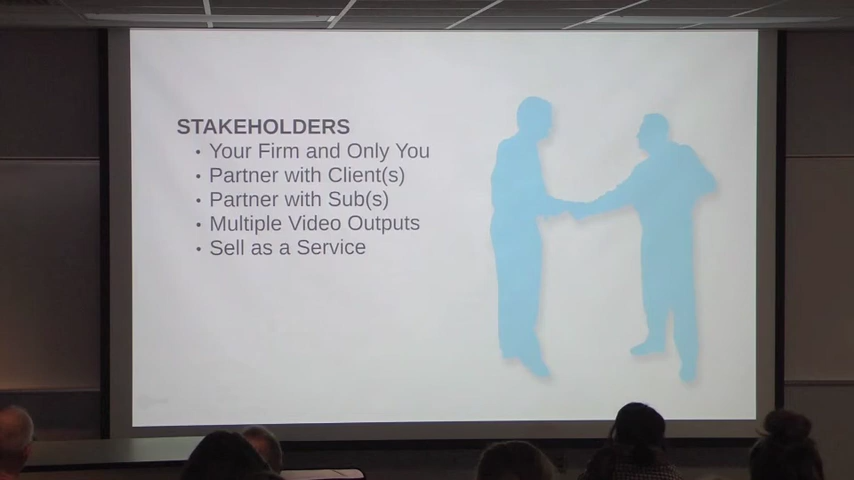 STAKEHOLDERS
• Your Firm and Only You
• Partner with Client(s)
• Partner with Sub(s)
• Multiple Video Outputs
• Sell as a Service